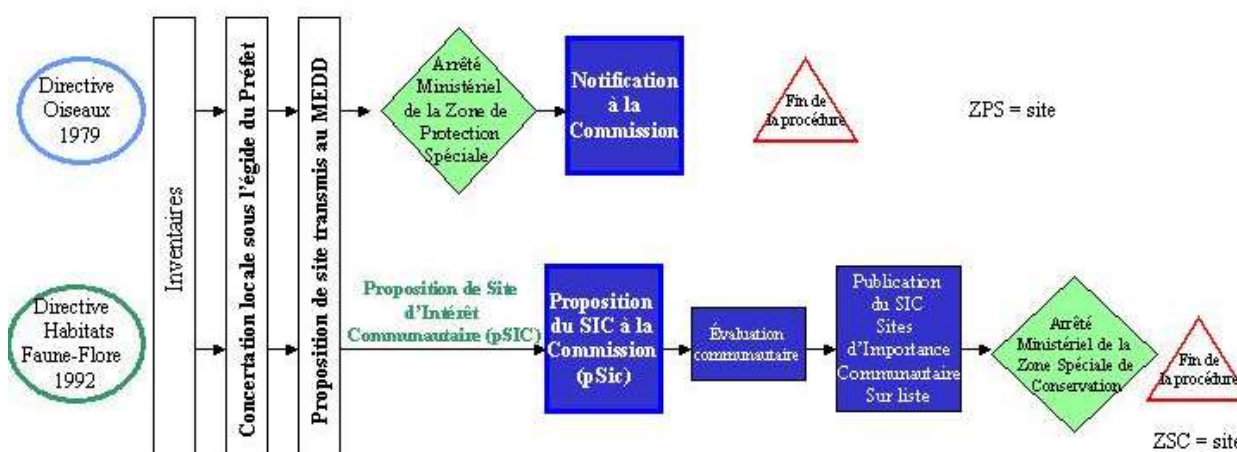 Directive
Oiseaux
1979
Inventaires
Concertation locale sous l'égide du Préfet
Proposition de site transmis au MEDD
Arrêté
Ministériel
de la Zone de
Protection
Spéciale
Notification
à la
Commission
Fin de
la procédure
ZPS = site
Directive
Habitats
Faune-Flore
1992
Proposition de Site
d'Intérêt
Communautaire (pSIC)
Proposition
du SIC à la
Commission
(pSic)
Évaluation
communautaire
Publication
du SIC
Sites
d'Importance
Communautaire
Sur liste
Arrêté
Ministériel de la
Zone Spéciale de
Conservation
Fin de
la procédure
ZSC = site